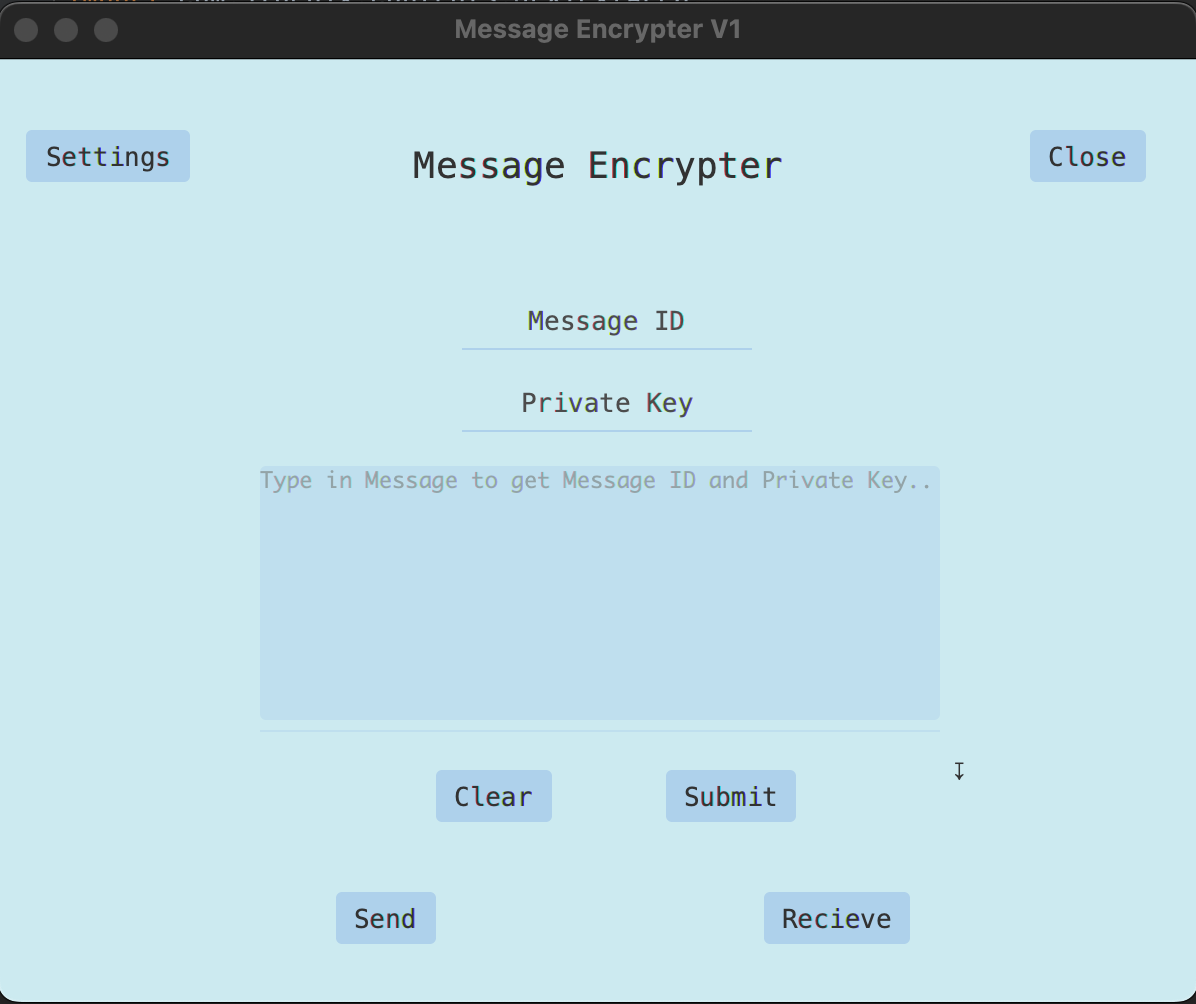 Message Encrypter V1
Settings
Message Encrypter
Close
Message ID
Private Key
Type in Message to get Message ID and Private Key..
Clear
Submit
Send
Recieve